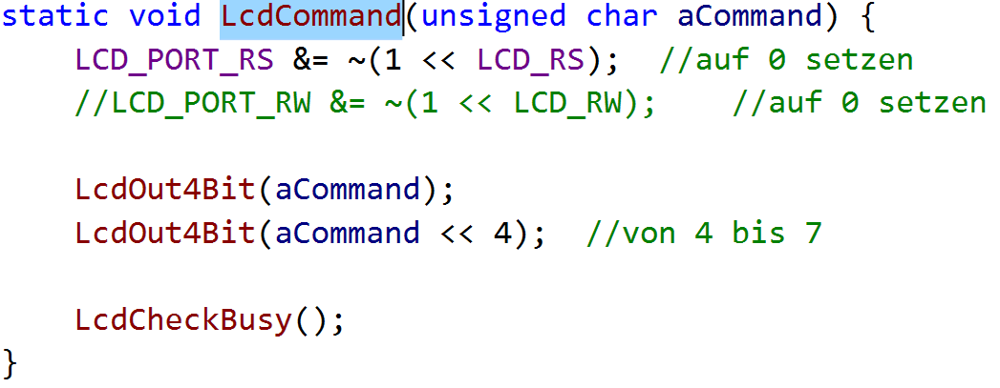 static void LcdCommand(unsigned char aCommand) {
    LCD_PORT_RS &= ~(1 << LCD_RS);  //auf 0 setzen
    //LCD_PORT_RW &= ~(1 << LCD_RW);    //auf 0 setzen

    LcdOut4Bit(aCommand);
    LcdOut4Bit(aCommand << 4);  //von 4 bis 7

    LcdCheckBusy();
}